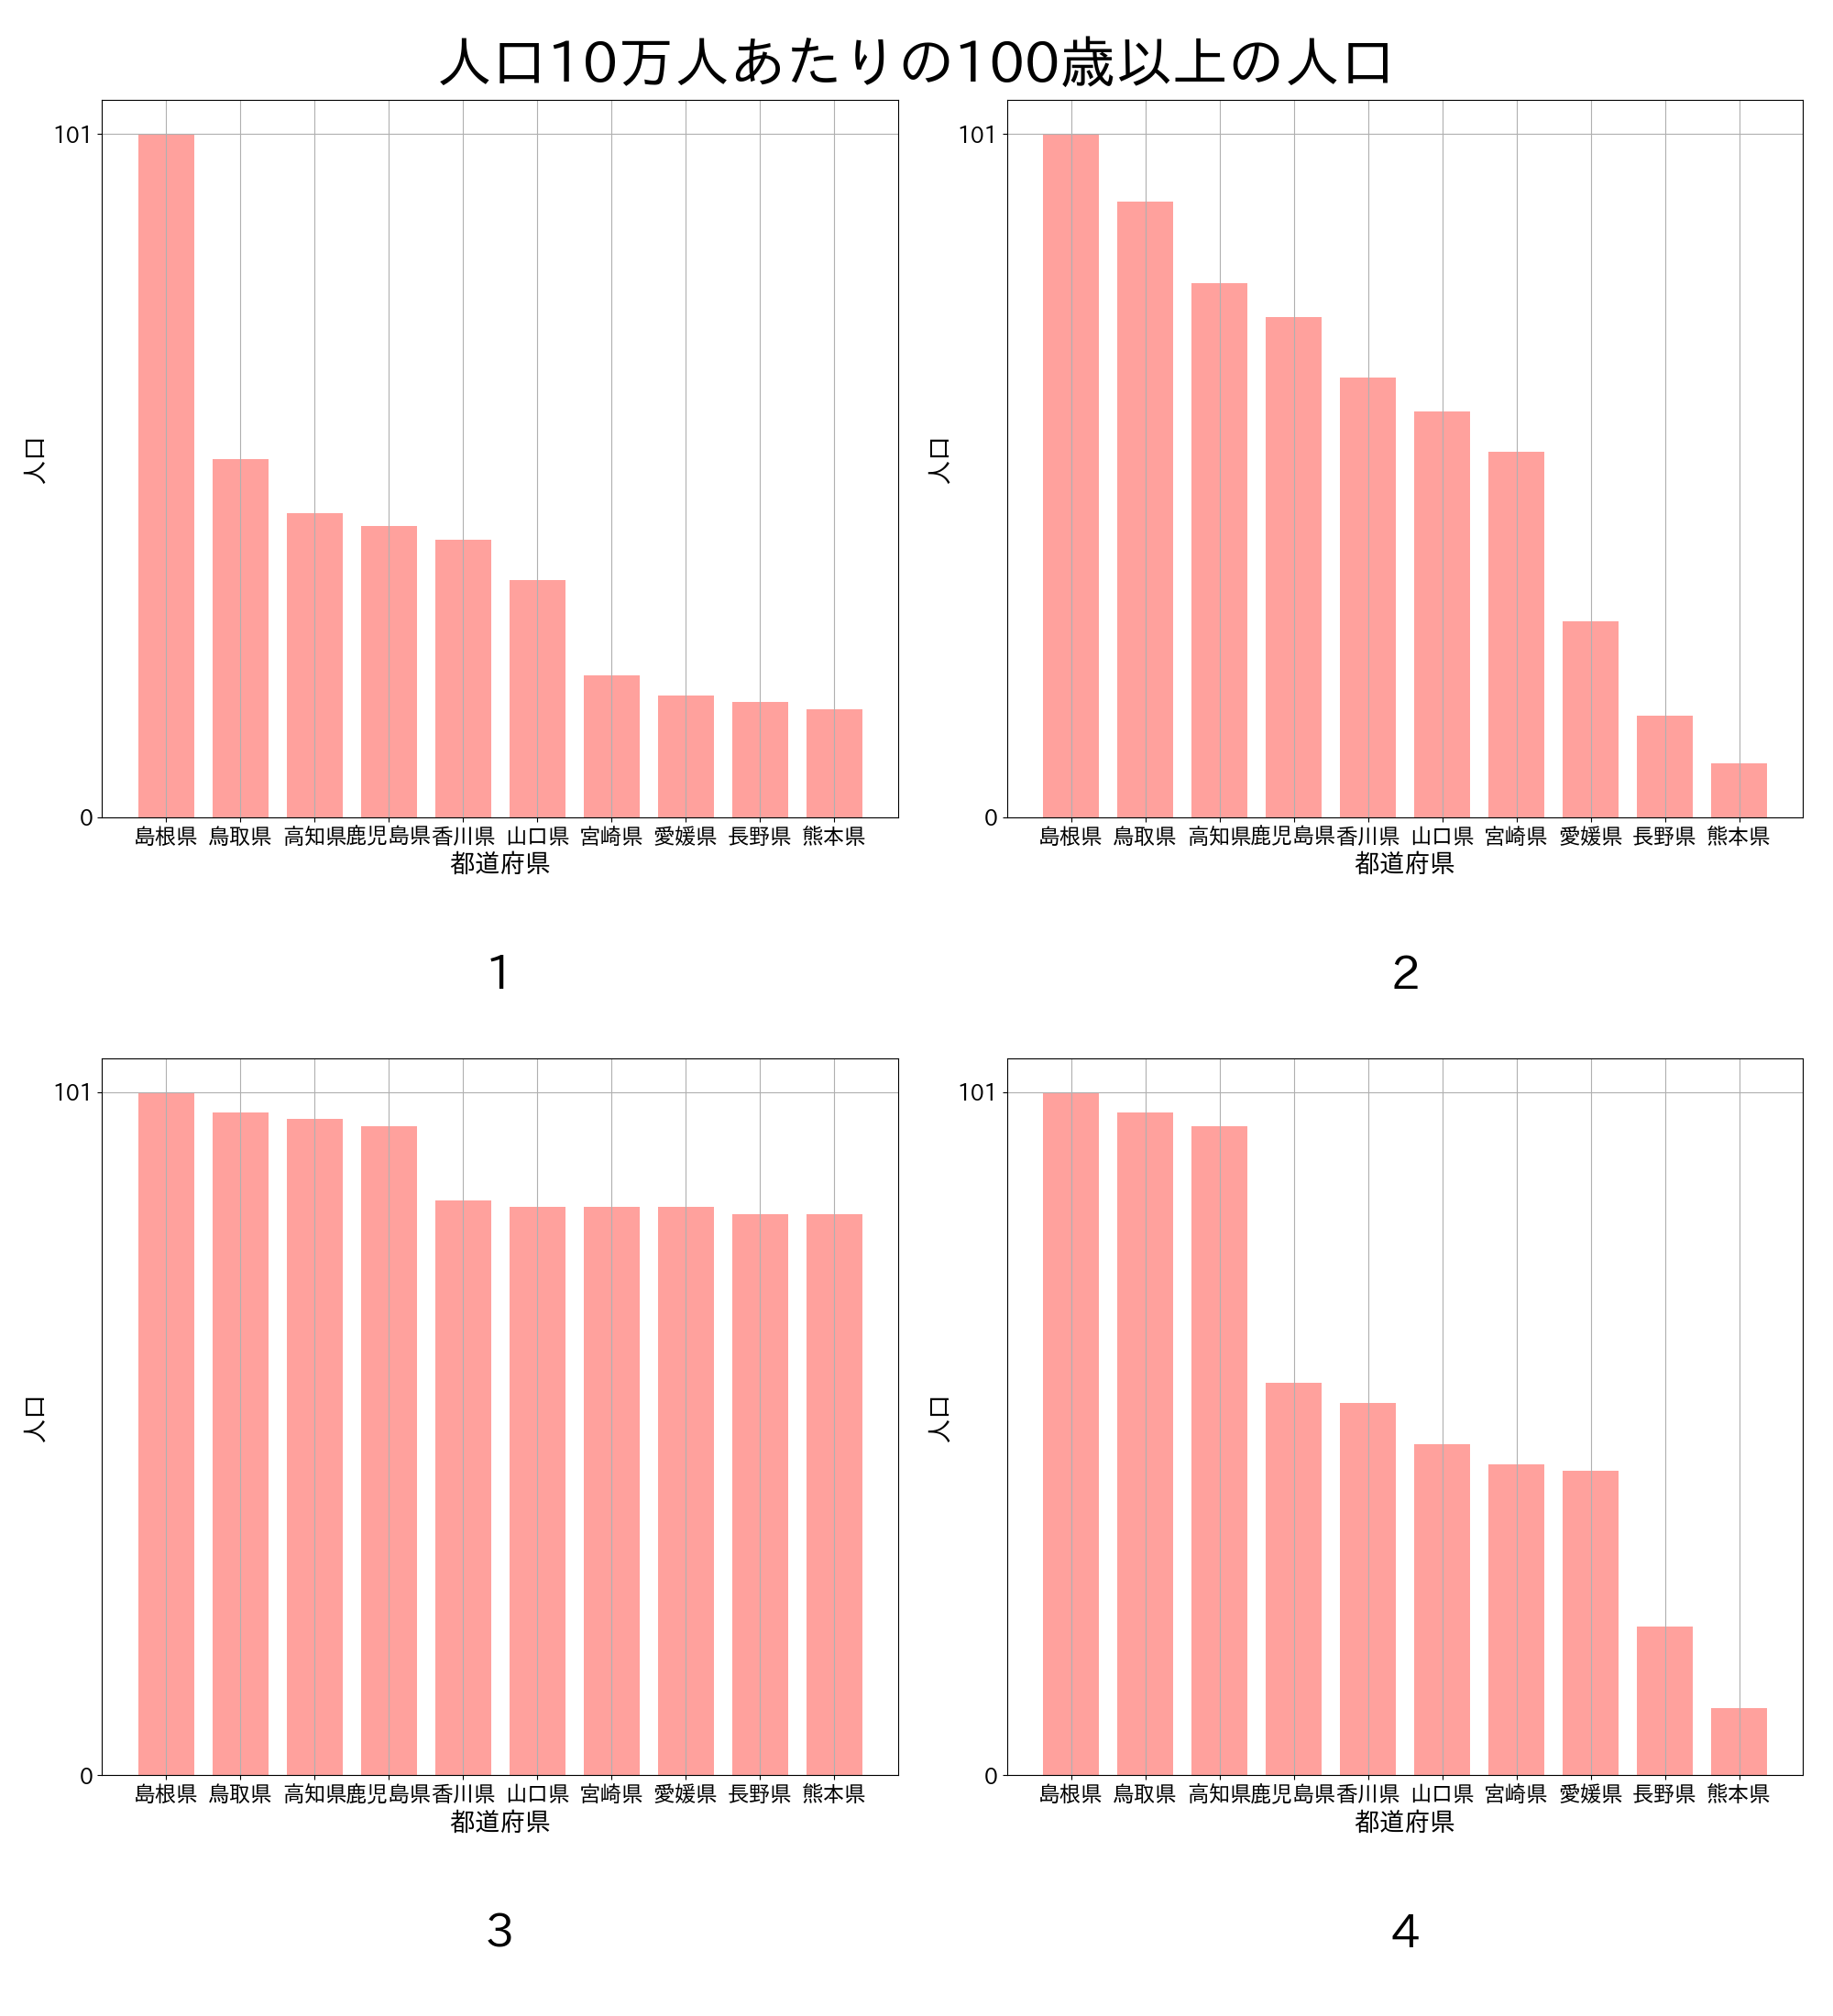 人口10万人あたりの100歳以上の人口
101
人口
0
島根県 鳥取県 高知県 鹿児島県 香川県 山口県 宮崎県 愛媛県 長野県 熊本県
都道府県
1
101
人口
0
島根県 鳥取県 高知県 鹿児島県 香川県 山口県 宮崎県 愛媛県 長野県 熊本県
都道府県
2
101
人口
0
島根県 鳥取県 高知県 鹿児島県 香川県 山口県 宮崎県 愛媛県 長野県 熊本県
都道府県
3
101
人口
0
島根県 鳥取県 高知県 鹿児島県 香川県 山口県 宮崎県 愛媛県 長野県 熊本県
都道府県
4